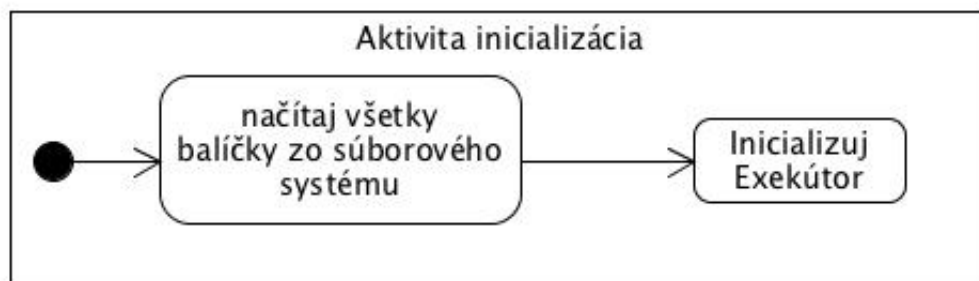 Aktivita inicializácia
načítaj všetky
balíčky zo súborového
systému
Inicializuj
Exekútor